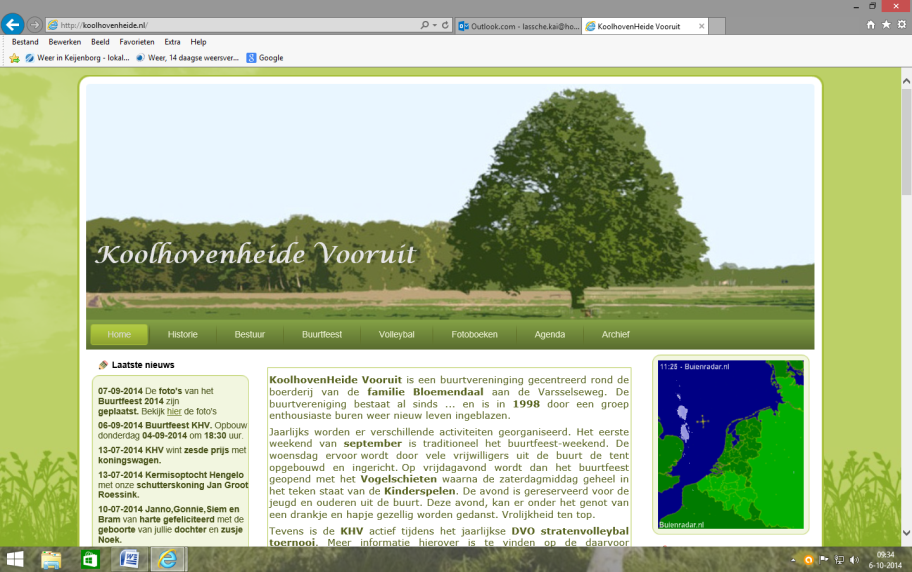 http://koolhovenheide.nl/
Outlook.com - lassche.kai@ho...
KoolhovenHeide Vooruit
Bestand Bewerken Beeld Favorieten Extra Help
Weer in Keijenborg - lokal... Weer, 14 daagse weersver... Google
Koolhovenheide Vooruit
Home Historie Bestuur Buurtfeest Volleybal Fotoboeken Agenda Archief
Laatste nieuws
07-09-2014 De foto's van het
Buurtfeest 2014 zijn
geplaatst. Bekijk hier de foto's
06-09-2014 Buurtfeest KHV. Opbouw
donderdag 04-09-2014 om 18:30 uur.
13-07-2014 KHV wint zesde prijs met
koningswagen.
13-07-2014 Kermisoptocht Hengelo
met onze schutterskoning Jan Groot
Roessink.
10-07-2014 Janno,Gonnie,Siem en
Bram van harte gefeliciteerd met de
geboorte van jullie dochter en zusje
Noek.
KoolhovenHeide Vooruit is een buurtvereninging gecentreerd rond de
boerderij van de familie Bloemendaal aan de Varsselseweg. De
buurtvereniging bestaat al sinds ... en is in 1998 door een groep
enthousiaste buren weer nieuw leven ingeblazen.
Jaarlijks worden er verschillende activiteiten georganiseerd. Het eerste
weekend van september is traditioneel het buurtfeest-weekend. De
woensdag ervoor wordt door vele vrijwilligers uit de buurt de tent
opgebouwd en ingericht. Op vrijdagavond wordt dan het buurtfeest
geopend met het Vogelschieten waarna de zaterdagmiddag geheel in
het teken staat van de Kinderspelen. De avond is gereserveerd voor de
jeugd en ouderen uit de buurt. Deze avond, kan er onder het genot van
een drankje en hapje gezellig worden gedanst. Vrolijkheid ten top.
Tevens is de KHV actief tijdens het jaarlijkse DVO stratenvolleybal
toernooi. Meer informatie hierover is te vinden op de daarvoor
11:25 - Buienradar.nl
Buienradar.nl
09:34
6-10-2014